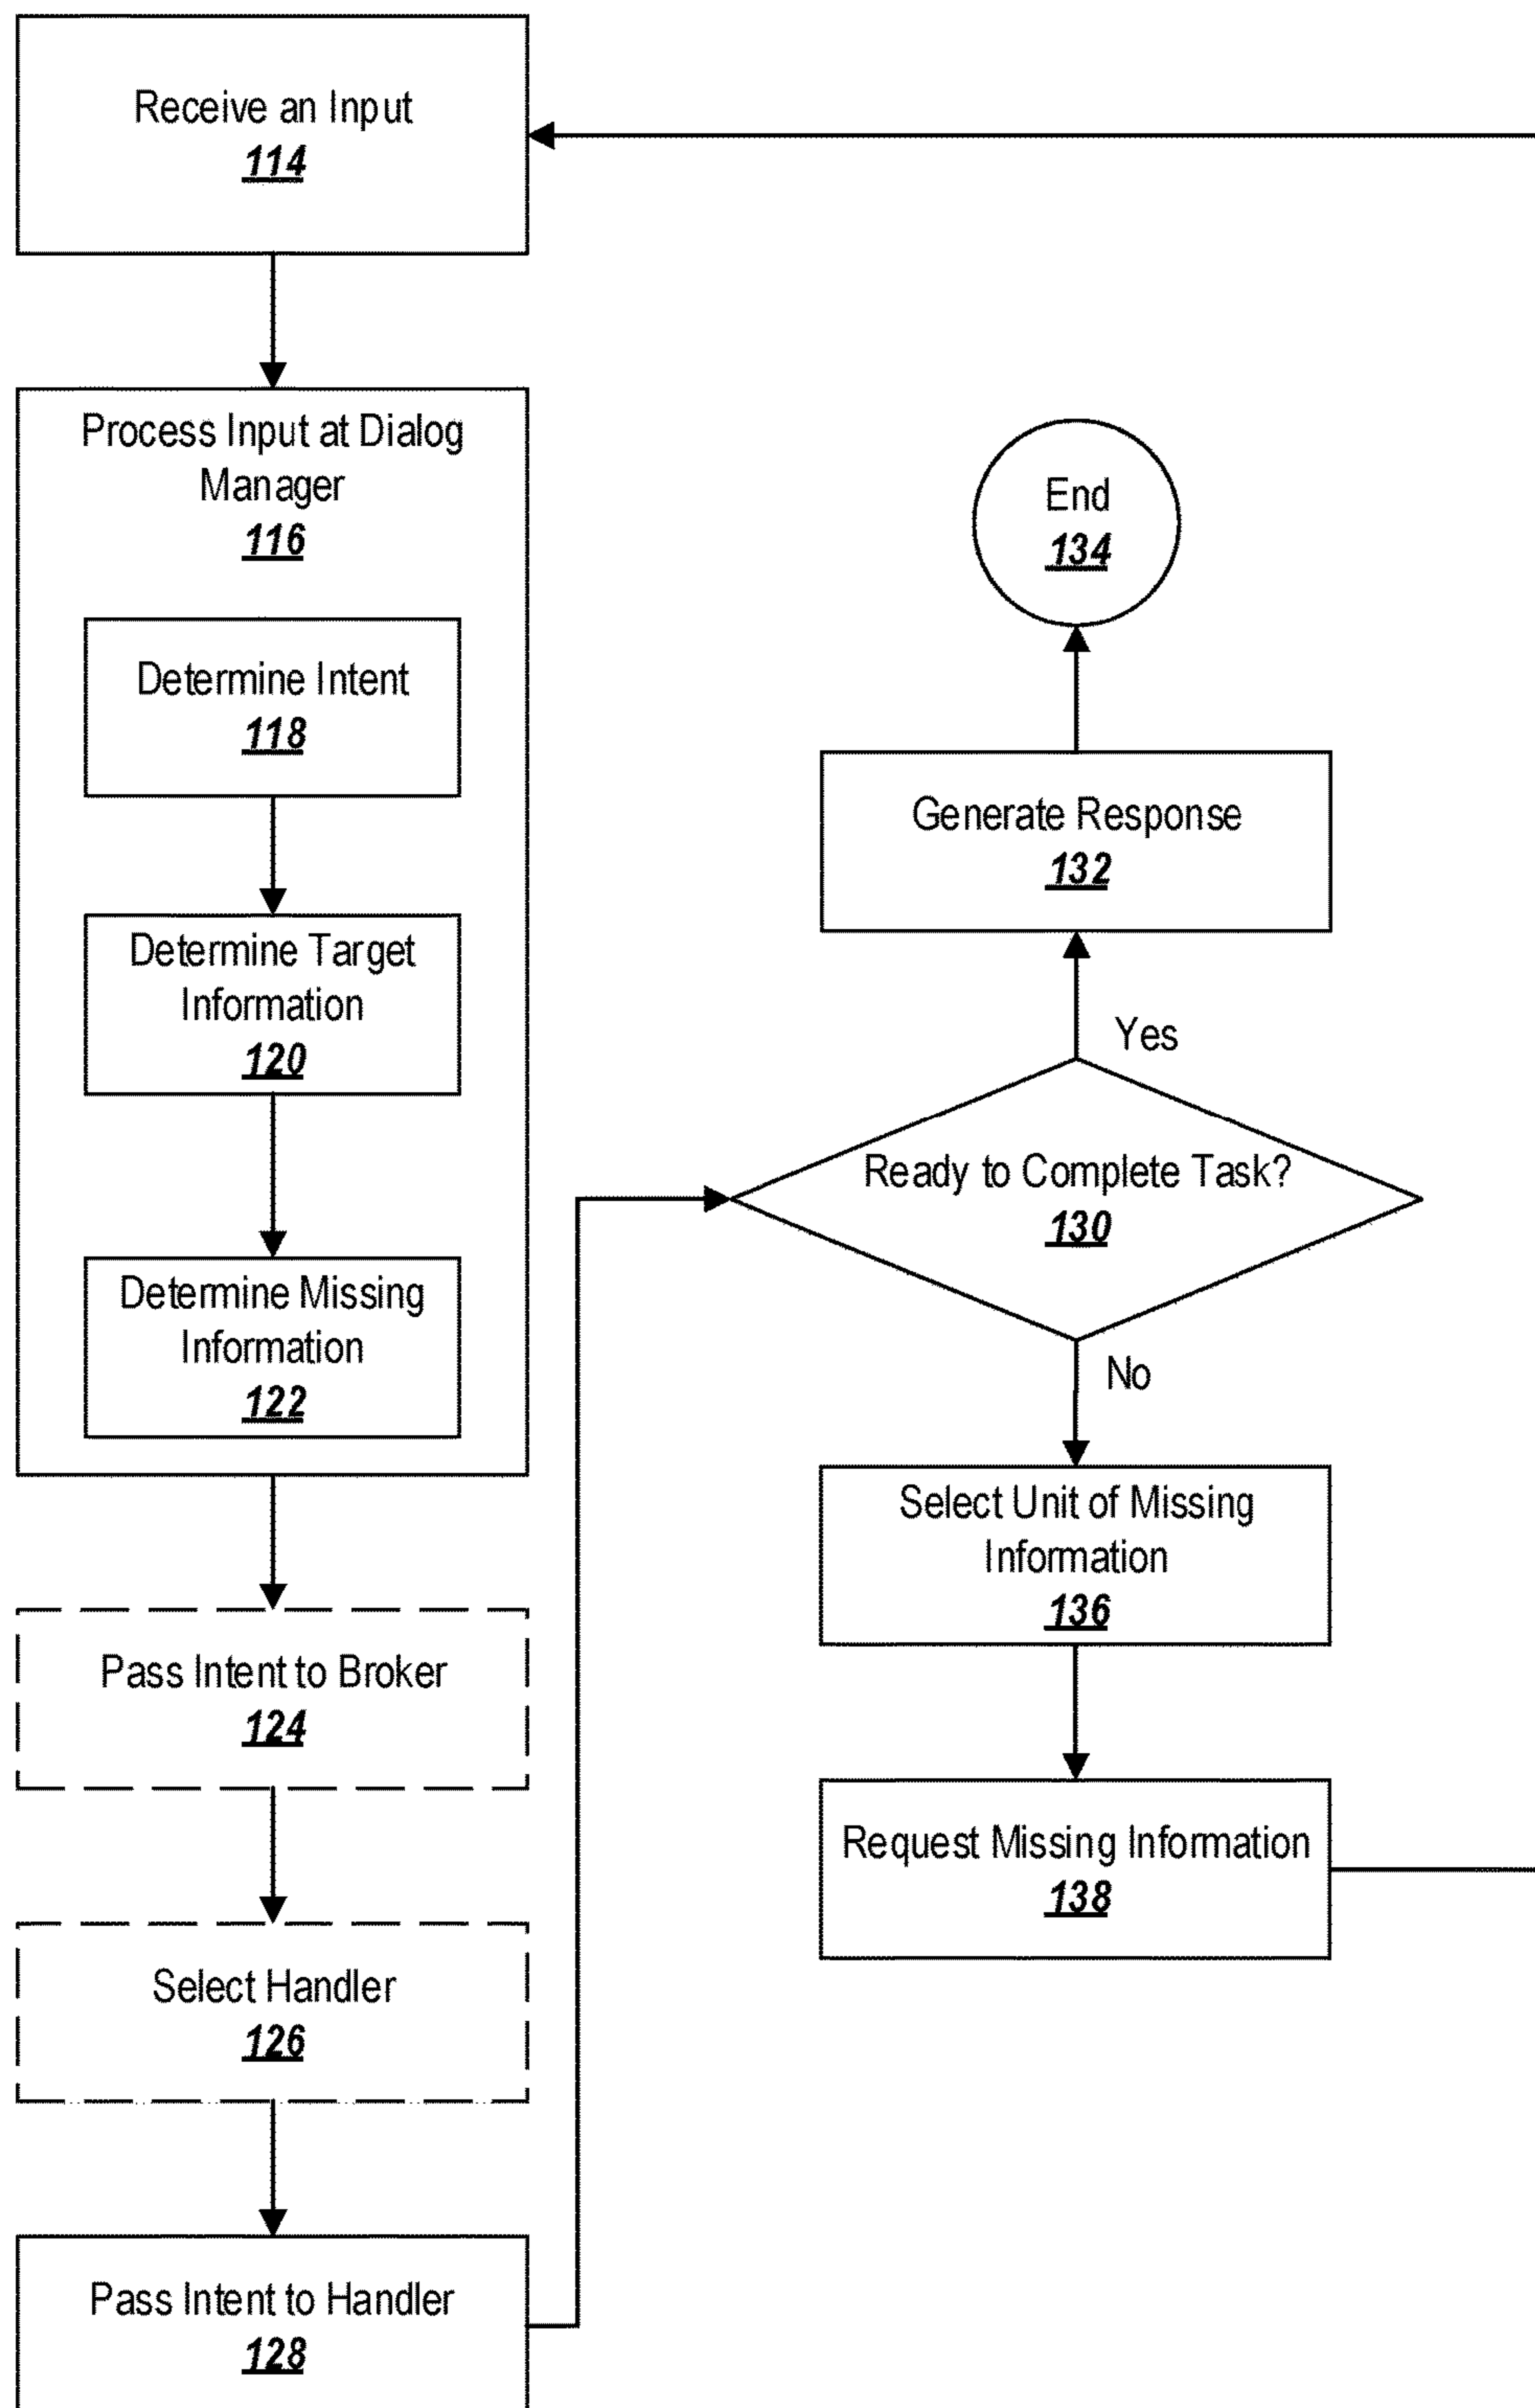 Receive an Input
114
Process Input at Dialog
Manager
116
Determine Intent
118
Determine Target
Information
120
Determine Missing
Information
122
Pass Intent to Broker
124
Select Handler
126
Pass Intent to Handler
128
End
134
Generate Response
132
Yes
Ready to Complete Task?
130
No
Select Unit of Missing
Information
136
Request Missing Information
138